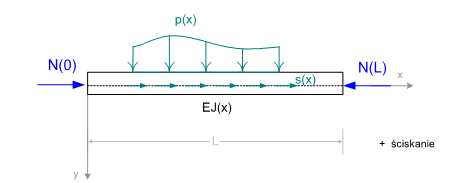 p(x)
N(0)
s(x)
N(L)
x
EJ(x)
L
+ ściskanie
y